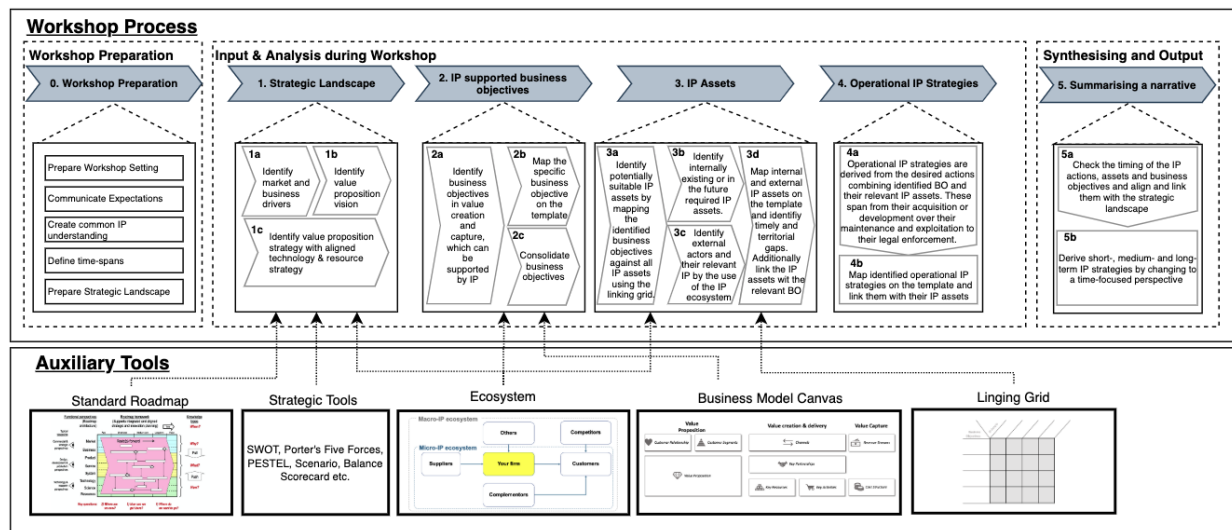 Workshop Process
Workshop Preparation
Input & Analysis during Workshop
Synthesising and Output
0. Workshop Preparation
1. Strategic Landscape
2. IP supported business
objectives
3. IP Assets
4. Operational IP Strategies
5. Summarising a narrative
Prepare Workshop Setting
Communicate Expectations
Create common IP
understanding
Define time-spans
Prepare Strategic Landscape
1a
Identify
market and
business
drivers
1b
Identify
value
proposition
vision
1c
Identify value proposition
strategy with aligned
technology & resource
strategy
2a
Identify
business
objectives in
value creation
and capture,
which can be
supported by
IP
2b
Map the
specific
business
objective on
the template
2c
Consolidate
business
objectives
3a
Identify
potentially
suitable IP
assets by
mapping
the
identified
business
objectives
against all
IP assets
using the
linking grid.
3b
Identify
internally
existing or in
the future
required IP
assets.
3c
Identify
external
actors and
their relevant
IP by the use
of the IP
ecosystem
3d
Map internal
and external
IP assets on
the template
and identify
timely and
territorial
gaps.
Additionally
link the IP
assets wit the
relevant BO
4a
Operational IP strategies are
derived from the desired actions
combining identified BO and
their relevant IP assets. These
span from their acquisition or
development over their
maintenance and exploitation to
their legal enforcement.
4b
Map identified operational IP
strategies on the template and
link them with their IP assets
5a
Check the timing of the IP
actions, assets and business
objectives and align and link
them with the strategic
landscape
5b
Derive short-, medium- and long-
term IP strategies by changing to
a time-focused perspective
Auxiliary Tools
Standard Roadmap
Strategic Tools
Ecosystem
Business Model Canvas
Linging Grid
SWOT, Porter's Five Forces,
PESTEL, Scenario, Balance
Scorecard etc.
Macro-IP ecosystem
Others
Competitors
Micro-IP ecosystem
Suppliers
Your firm
Customers
Complementors
Value
Proposition
Value creation & delivery
Value Capture
Customer Relationship
Customer Segments
Channels
Revenue Streams
Key Partnerships
Value Proposition
Key Resources
Key Activities
Cost Structure